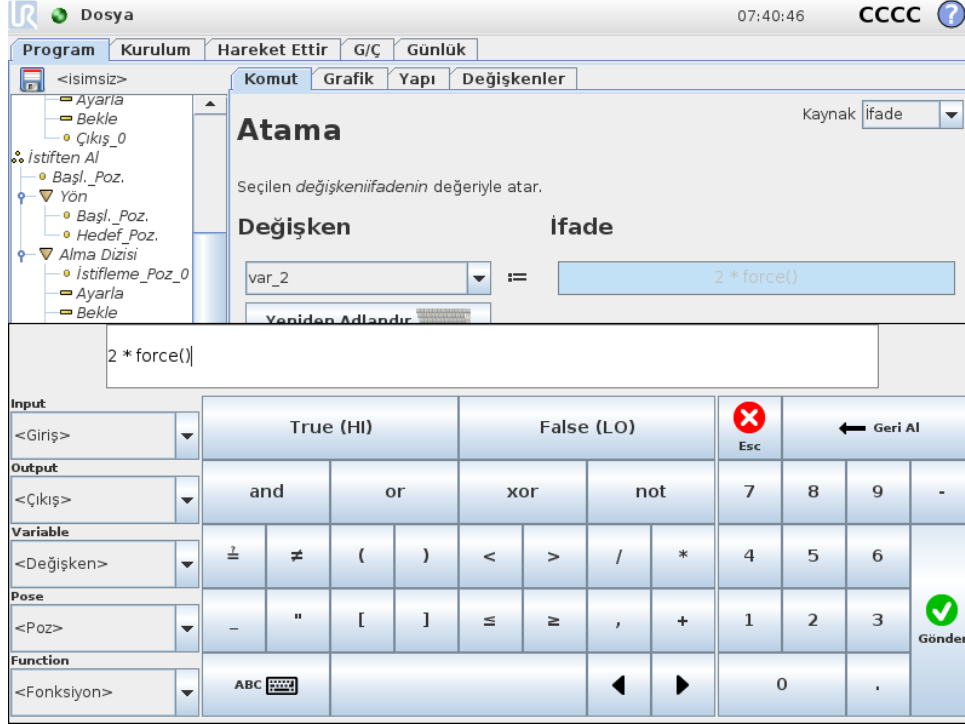 UR Dosya 07:40:46 CCCC ?
Program Kurulum Hareket Ettir G/Ç Günlük
<isimsiz>
Komut Grafik Yapı Değişkenler
Ayarla
Bekle
Çıkış_0
İstiften Al
Başl._Poz.
Yön
Başl._Poz.
Hedef_Poz.
Alma Dizisi
İstifleme_Poz_0
Ayarla
Bekle
Kaynak İfade
Atama
Seçilen değişkeniifadenin değeriyle atar.
Değişken İfade
var_2 := 2 * force()
Yeniden Adlandır
2 * force()
Input
<Giriş>
Output
<Çıkış>
Variable
<Değişken>
Pose
<Poz>
Function
<Fonksiyon>
True (HI) False (LO) Esc Geri Al
and or xor not 7 8 9 -
≟ ≠ ( ) < > / * 4 5 6
_ " [ ] ≤ ≥ , + 1 2 3 Gönder
ABC 0 .